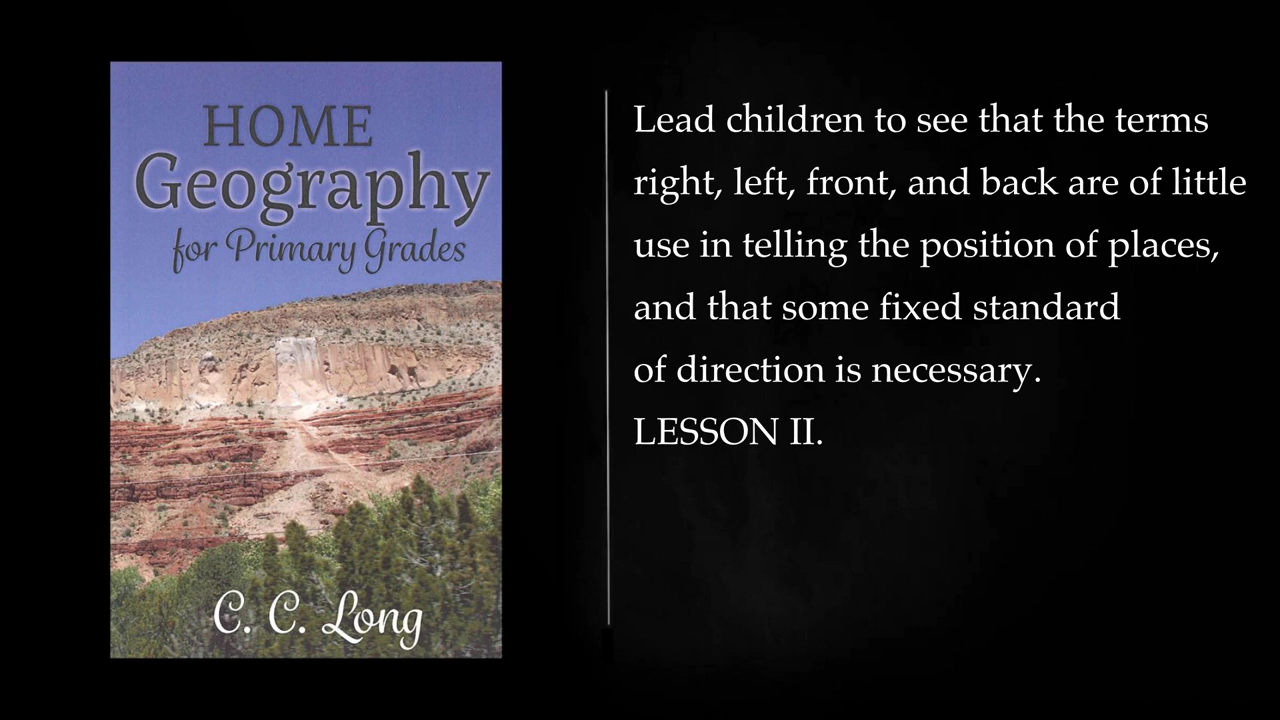 HOME
Geography
for Primary Grades
C. C. Long
Lead children to see that the terms
right, left, front, and back are of little
use in telling the position of places,
and that some fixed standard
of direction is necessary.
LESSON II.